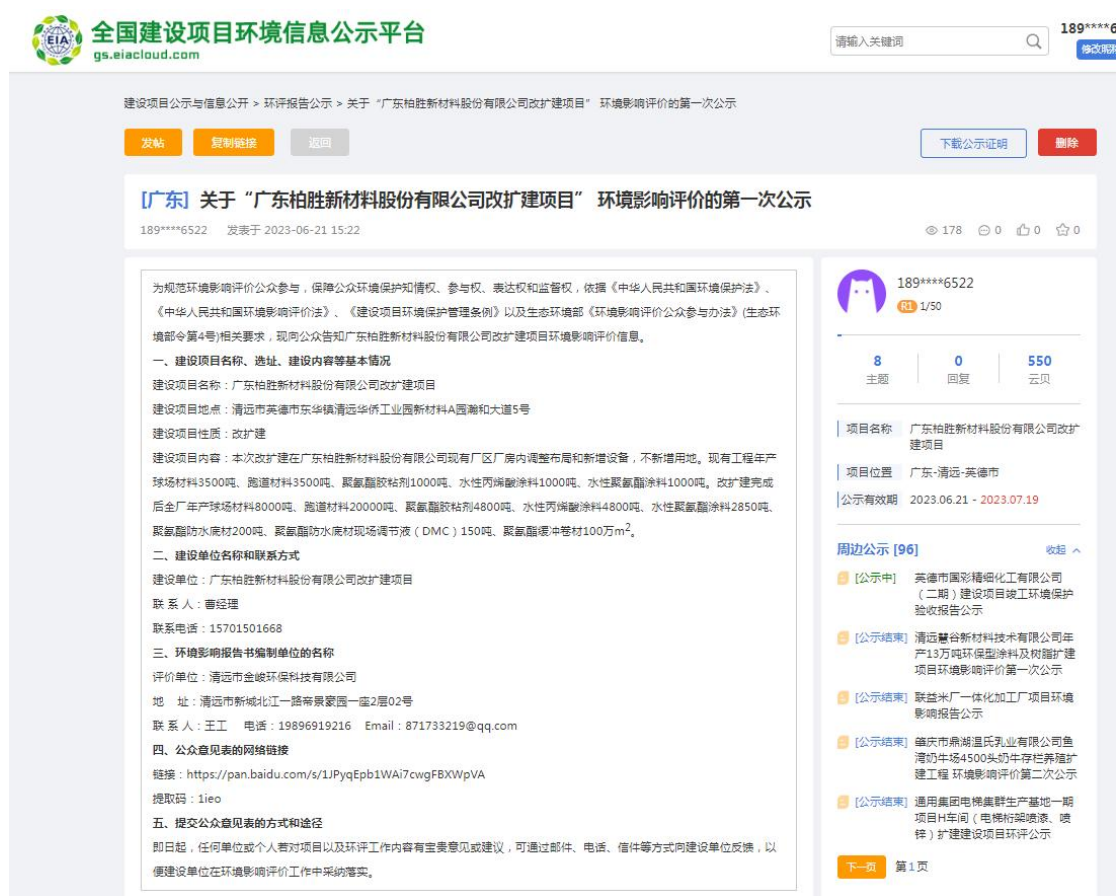 EIA
全国建设项目环境信息公示平台
gs.eiacloud.com
请输入关键词
189****6
修改昵称
建设项目公示与信息公开 > 环评报告公示 > 关于“广东柏胜新材料股份有限公司改扩建项目” 环境影响评价的第一次公示
发帖 复制链接 返回
下载公示证明 删除
[广东] 关于“广东柏胜新材料股份有限公司改扩建项目” 环境影响评价的第一次公示
189****6522 发表于 2023-06-21 15:22
178 0 0 0
为规范环境影响评价公众参与，保障公众环境保护知情权、参与权、表达权和监督权，依据《中华人民共和国环境保护法》、
《中华人民共和国环境影响评价法》、《建设项目环境保护管理条例》以及生态环境部《环境影响评价公众参与办法》(生态环
境部令第4号)相关要求，现向公众告知广东柏胜新材料股份有限公司改扩建项目环境影响评价信息。
一、建设项目名称、选址、建设内容等基本情况
建设项目名称：广东柏胜新材料股份有限公司改扩建项目
建设项目地点：清远市英德市东华镇清远华侨工业园新材料A园瀚和大道5号
建设项目性质：改扩建
建设项目内容：本次改扩建在广东柏胜新材料股份有限公司现有厂区厂房内调整布局和新增设备，不新增用地。现有工程年产
球场材料3500吨、跑道材料3500吨、聚氨酯胶粘剂1000吨、水性丙烯酸涂料1000吨、水性聚氨酯涂料1000吨。改扩建完成
后全厂年产球场材料8000吨、跑道材料20000吨、聚氨酯胶粘剂4800吨、水性丙烯酸涂料4800吨、水性聚氨酯涂料2850吨、
聚氨酯防水底材200吨、聚氨酯防水底材现场调节液（DMC）150吨、聚氨酯缓冲卷材100万m²。
二、建设单位名称和联系方式
建设单位：广东柏胜新材料股份有限公司改扩建项目
联 系 人：曹经理
联系电话：15701501668
三、环境影响报告书编制单位的名称
评价单位：清远市金峻环保科技有限公司
地 址：清远市新城北江一路帝景豪园一座2层02号
联 系 人：王工 电话：19896919216 Email：871733219@qq.com
四、公众意见表的网络链接
链接：https://pan.baidu.com/s/1JPyqEpb1WAi7cwgFBXWpVA
提取码：1ieo
五、提交公众意见表的方式和途径
即日起，任何单位或个人若对项目以及环评工作内容有宝贵意见或建议，可通过邮件、电话、信件等方式向建设单位反馈，以
便建设单位在环境影响评价工作中采纳落实。
189****6522
R1 1/50
8 0 550
主题 回复 云贝
项目名称 广东柏胜新材料股份有限公司改扩
建项目
项目位置 广东-清远-英德市
公示有效期 2023.06.21 - 2023.07.19
周边公示 [96] 收起
[公示中] 英德市国彩精细化工有限公司
（二期）建设项目竣工环境保护
验收报告公示
[公示结束] 清远慧谷新材料技术有限公司年
产13万吨环保型涂料及树脂扩建
项目环境影响评价第一次公示
[公示结束] 联益米厂一体化加工厂项目环境
影响报告公示
[公示结束] 肇庆市鼎湖温氏乳业有限公司鱼
湾奶牛场4500头奶牛存栏养殖扩
建工程 环境影响评价第二次公示
[公示结束] 通用集团电梯集群生产基地一期
项目H车间（电梯桁架喷漆、喷
锌）扩建建设项目环评公示
下一页 第1页